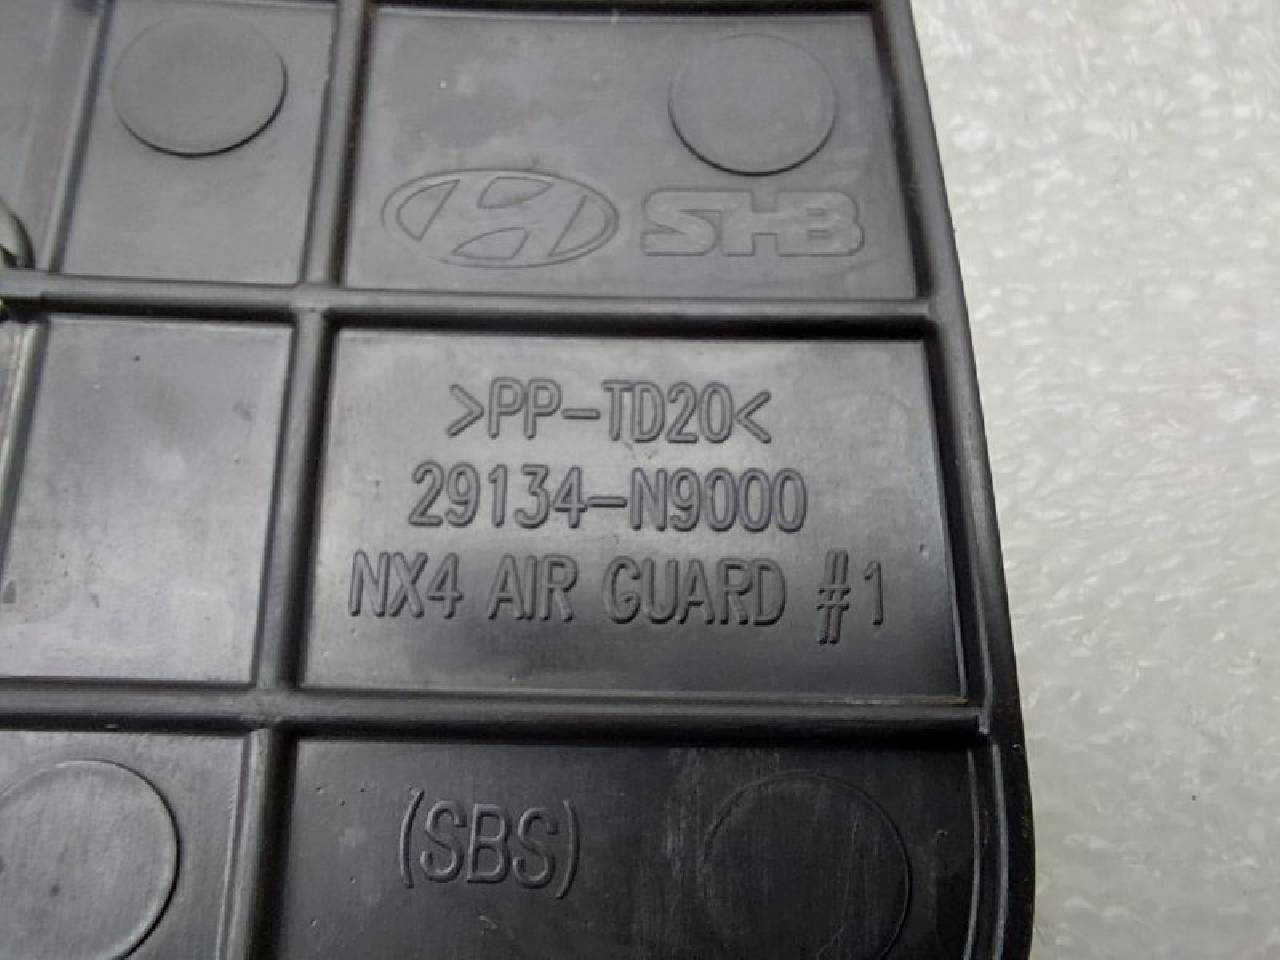 SHB
>PP-TD20<
29134-N9000
NX4 AIR GUARD #1
(SBS)